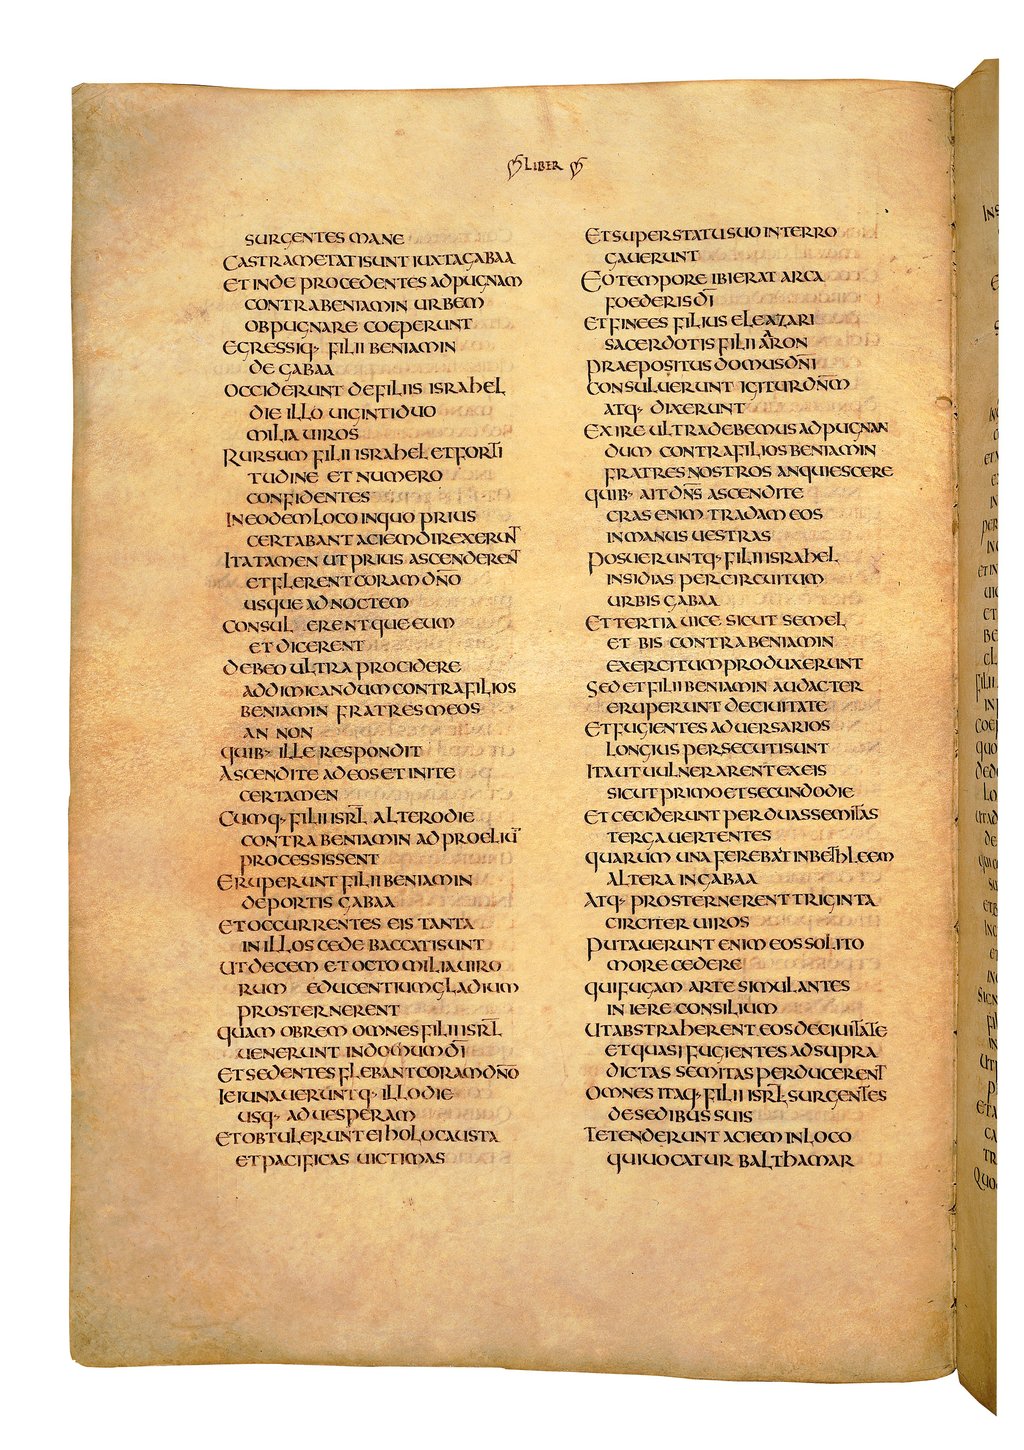 LIBER
SURGENTES MANE
CASTRAMETATI SUNT IUXTA GABAA
ET INDE PROCEDENTES AD PUGNAM
CONTRA BENIAMIN URBEM
OBPUGNARE COEPERUNT
EGRESSIQ· FILII BENIAMIN
DE GABAA
OCCIDERUNT DE FILIIS ISRAHEL
DIE ILLO UIGINTI DUO
MILIA UIROS
RURSUM FILII ISRAHEL ET FORTI
TUDINE ET NUMERO
CONFIDENTES
IN EODEM LOCO IN QUO PRIUS
CERTABANT ACIEM DIREXERUNT
ITA TAMEN UT PRIUS ASCENDERENT
ET FLERENT CORAM DÑO
USQUE AD NOCTEM
CONSUL ERENTQUE EUM
ET DICERENT
DEBEO ULTRA PROCIDERE
AD DIMICANDUM CONTRA FILIOS
BENIAMIN FRATRES MEOS
AN NON
QUIB· ILLE RESPONDIT
ASCENDITE AD EOS ET INITE
CERTAMEN
CUMQ· FILII ISRL̄ ALTERO DIE
CONTRA BENIAMIN AD PROELIŪ
PROCESSISSENT
ERUPERUNT FILII BENIAMIN
DE PORTIS GABAA
ET OCCURRENTES EIS TANTA
IN ILLOS CEDE BACCATI SUNT
UT DECEM ET OCTO MILIA UIRO
RUM EDUCENTIUM GLADIUM
PROSTERNERENT
QUAM OBREM OMNES FILII ISRL̄
UENERUNT IN DOMUM DĪ
ET SEDENTES FLEBANT CORAM DÑO
IEIUNAUERUNTQ· ILLO DIE
USQ· AD UESPERAM
ET OBTULERUNT EI HOLOCAUSTA
ET PACIFICAS UICTIMAS
ET SUPER STATU SUO INTERRO
GAUERUNT
EO TEMPORE IBI ERAT ARCA
FOEDERIS DĪ
ET FINEES FILIUS ELEAZARI
SACERDOTIS FILII AARON
PRAEPOSITUS DOMUS DÑI
CONSULUERUNT IGITUR DÑM
ATQ· DIXERUNT
EXIRE ULTRA DEBEMUS AD PUGNAN
DUM CONTRA FILIOS BENIAMIN
FRATRES NOSTROS AN QUIESCERE
QUIB· AIT DÑS ASCENDITE
CRAS ENIM TRADAM EOS
IN MANUS UESTRAS
POSUERUNTQ· FILII ISRAHEL
INSIDIAS PER CIRCUITUM
URBIS GABAA
ET TERTIA UICE SICUT SEMEL
ET BIS CONTRA BENIAMIN
EXERCITUM PRODUXERUNT
SED ET FILII BENIAMIN AUDACTER
ERUPERUNT DE CIUITATE
ET FUGIENTES ADUERSARIOS
LONGIUS PERSECUTI SUNT
ITA UT UULNERARENT EX EIS
SICUT PRIMO ET SECUNDO DIE
ET CECIDERUNT PER DUAS SEMITAS
TERGA UERTENTES
QUARUM UNA FEREBAT IN BETHLEEM
ALTERA IN GABAA
ATQ· PROSTERNERENT TRIGINTA
CIRCITER UIROS
PUTAUERUNT ENIM EOS SOLITO
MORE CEDERE
QUI FUGAM ARTE SIMULANTES
INIERE CONSILIUM
UT ABSTRAHERENT EOS DE CIUITATE
ET QUASI FUGIENTES AD SUPRA
DICTAS SEMITAS PERDUCERENT
OMNES ITAQ· FILII ISRL̄ SURGENTES
DE SEDIBUS SUIS
TETENDERUNT ACIEM IN LOCO
QUI UOCATUR BALTHAMAR